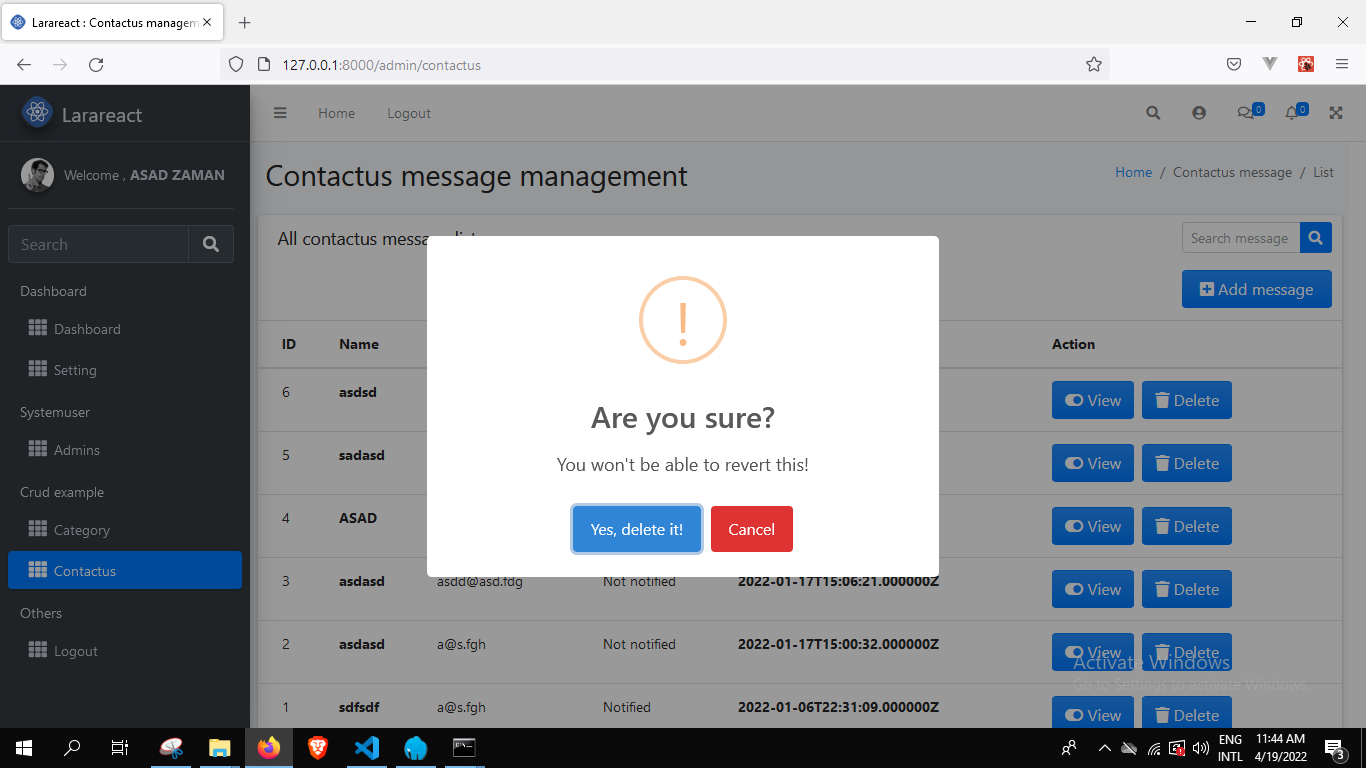 Larareact : Contactus managem
127.0.0.1:8000/admin/contactus
Larareact
Home
Logout
0
0
Welcome , ASAD ZAMAN
Search
Dashboard
Dashboard
Setting
Systemuser
Admins
Crud example
Category
Contactus
Others
Logout
Contactus message management
Home / Contactus message / List
All contactus message list
Search message
Add message
ID Name Action
6 asdsd View Delete
5 sadasd View Delete
4 ASAD View Delete
3 asdasd asdd@asd.fdg Not notified 2022-01-17T15:06:21.000000Z View Delete
2 asdasd a@s.fgh Not notified 2022-01-17T15:00:32.000000Z View Delete
1 sdfsdf a@s.fgh Notified 2022-01-06T22:31:09.000000Z View Delete
!
Are you sure?
You won't be able to revert this!
Yes, delete it!
Cancel
Activate Windows
Go to Settings to activate Windows.
ENG
INTL
11:44 AM
4/19/2022
3